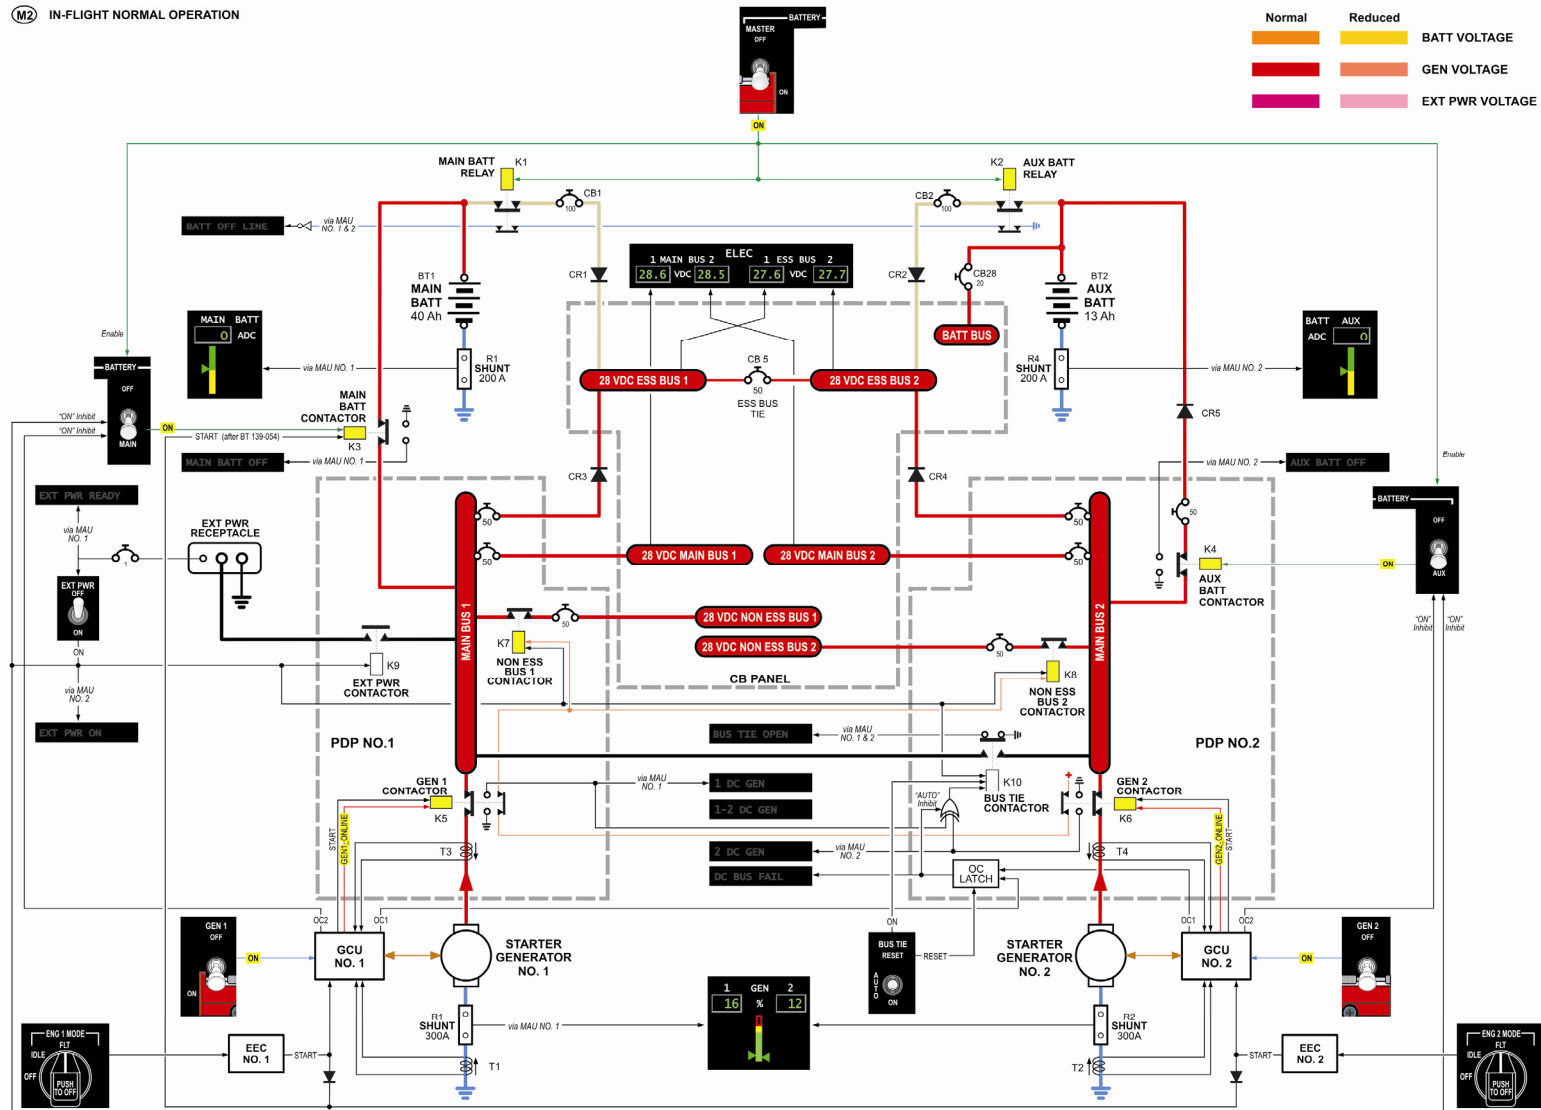 M2 IN-FLIGHT NORMAL OPERATION
BATTERY
MASTER
OFF
ON
ON
Normal Reduced
BATT VOLTAGE
GEN VOLTAGE
EXT PWR VOLTAGE
MAIN BATT
RELAY
K1
CB1
100
K2
AUX BATT
RELAY
CB2
100
BATT OFF LINE
via MAU
NO. 1 & 2
ELEC
1 MAIN BUS 2 1 ESS BUS 2
28.6 VDC 28.5 27.6 VDC 27.7
CR1
CR2
CB28
20
BT1
MAIN
BATT
40 Ah
BT2
AUX
BATT
13 Ah
BATT BUS
MAIN BATT
0 ADC
BATT AUX
ADC 0
Enable
via MAU NO. 1
R1
SHUNT
200 A
R4
SHUNT
200 A
via MAU NO. 2
28 VDC ESS BUS 1
CB 5
50
ESS BUS
TIE
28 VDC ESS BUS 2
BATTERY
OFF
MAIN
"ON" Inhibit
"ON" Inhibit
ON
START (after BT 139-054)
MAIN
BATT
CONTACTOR
K3
MAIN BATT OFF
via MAU NO. 1
CR5
via MAU NO. 2
AUX BATT OFF
Enable
CR3
CR4
EXT PWR READY
via MAU
NO. 1
EXT PWR
RECEPTACLE
1
50
50
50
50
50
BATTERY
OFF
AUX
28 VDC MAIN BUS 1
28 VDC MAIN BUS 2
K4
AUX
BATT
CONTACTOR
ON
EXT PWR
OFF
ON
ON
MAIN BUS 1
MAIN BUS 2
"ON"
Inhibit
"ON"
Inhibit
K7
50
28 VDC NON ESS BUS 1
28 VDC NON ESS BUS 2
50
NON ESS
BUS 1
CONTACTOR
K9
EXT PWR
CONTACTOR
K8
NON ESS
BUS 2
CONTACTOR
CB PANEL
via MAU
NO. 2
EXT PWR ON
PDP NO.1
PDP NO.2
BUS TIE OPEN
via MAU
NO. 1 & 2
K10
BUS TIE
CONTACTOR
GEN 1
CONTACTOR
K5
via MAU
NO. 1
1 DC GEN
1-2 DC GEN
"AUTO"
Inhibit
GEN 2
CONTACTOR
K6
START
GEN1_ONLINE
GEN2_ONLINE
START
T3
T4
2 DC GEN
via MAU
NO. 2
DC BUS FAIL
OC
LATCH
OC2
OC1
OC1
OC2
GEN 1
OFF
ON
ON
GCU
NO. 1
STARTER
GENERATOR
NO. 1
ON
BUS TIE
RESET
AUTO
ON
RESET
STARTER
GENERATOR
NO. 2
GCU
NO. 2
ON
GEN 2
OFF
R1
SHUNT
300A
via MAU NO. 1
1 GEN 2
16 % 12
R2
SHUNT
300A
T1
T2
ENG 1 MODE
FLT
IDLE
OFF
PUSH
TO OFF
EEC
NO. 1
START
START
EEC
NO. 2
ENG 2 MODE
FLT
IDLE
OFF
PUSH
TO OFF